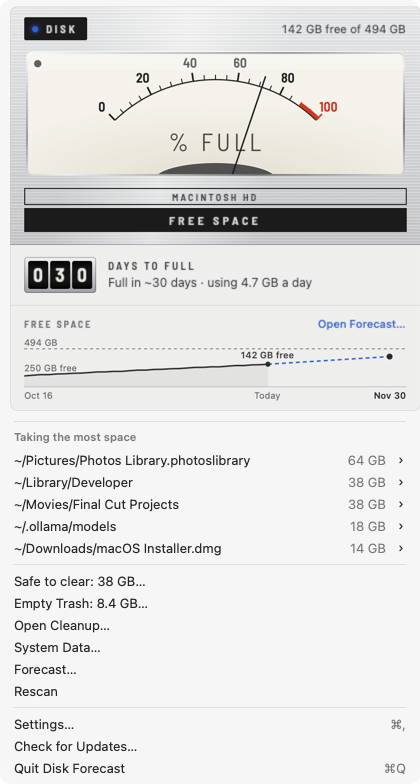 DISK
142 GB free of 494 GB
0 20 40 60 80 100
% FULL
MACINTOSH HD
FREE SPACE
030
DAYS TO FULL
Full in ~30 days · using 4.7 GB a day
FREE SPACE
Open Forecast...
494 GB
142 GB free
250 GB free
Oct 16
Today
Nov 30
Taking the most space
~/Pictures/Photos Library.photoslibrary 64 GB ›
~/Library/Developer 38 GB ›
~/Movies/Final Cut Projects 38 GB ›
~/.ollama/models 18 GB ›
~/Downloads/macOS Installer.dmg 14 GB ›
Safe to clear: 38 GB...
Empty Trash: 8.4 GB...
Open Cleanup...
System Data...
Forecast...
Rescan
Settings... ⌘,
Check for Updates...
Quit Disk Forecast ⌘Q